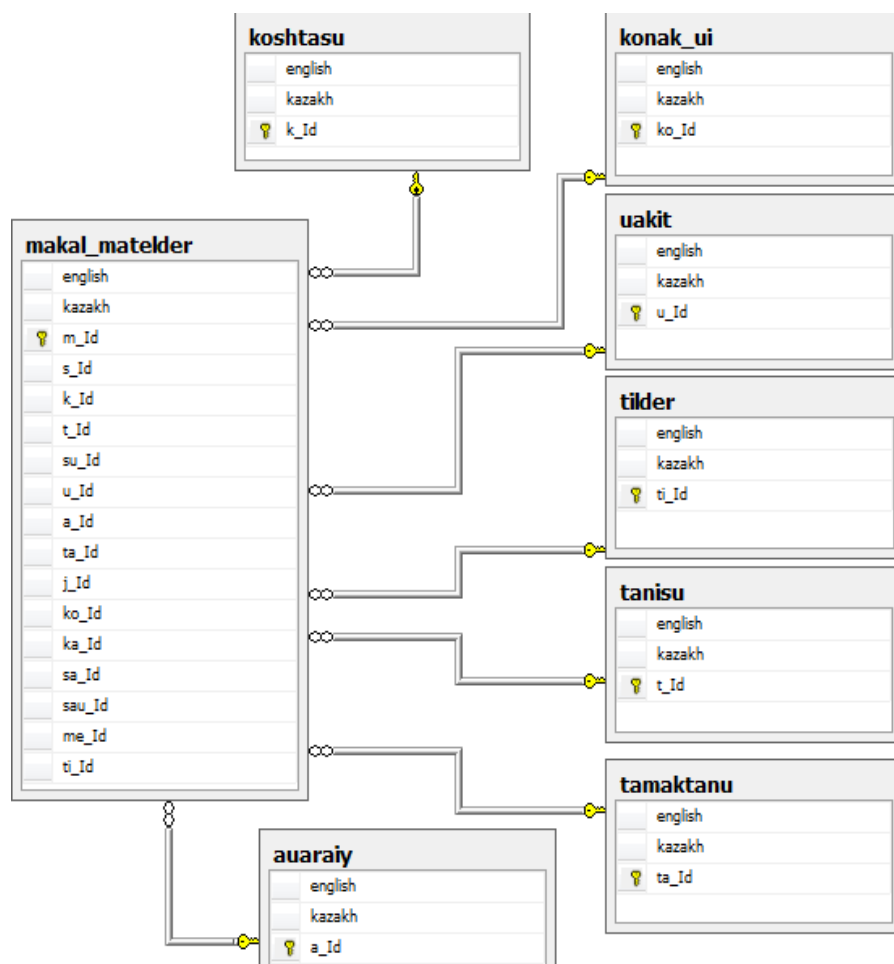 koshtasu
english
kazakh
k_Id
konak_ui
english
kazakh
ko_Id
uakit
english
kazakh
u_Id
makal_matelder
english
kazakh
m_Id
s_Id
k_Id
t_Id
su_Id
u_Id
a_Id
ta_Id
j_Id
ko_Id
ka_Id
sa_Id
sau_Id
me_Id
ti_Id
tilder
english
kazakh
ti_Id
tanisu
english
kazakh
t_Id
tamaktanu
english
kazakh
ta_Id
auaraiy
english
kazakh
a_Id